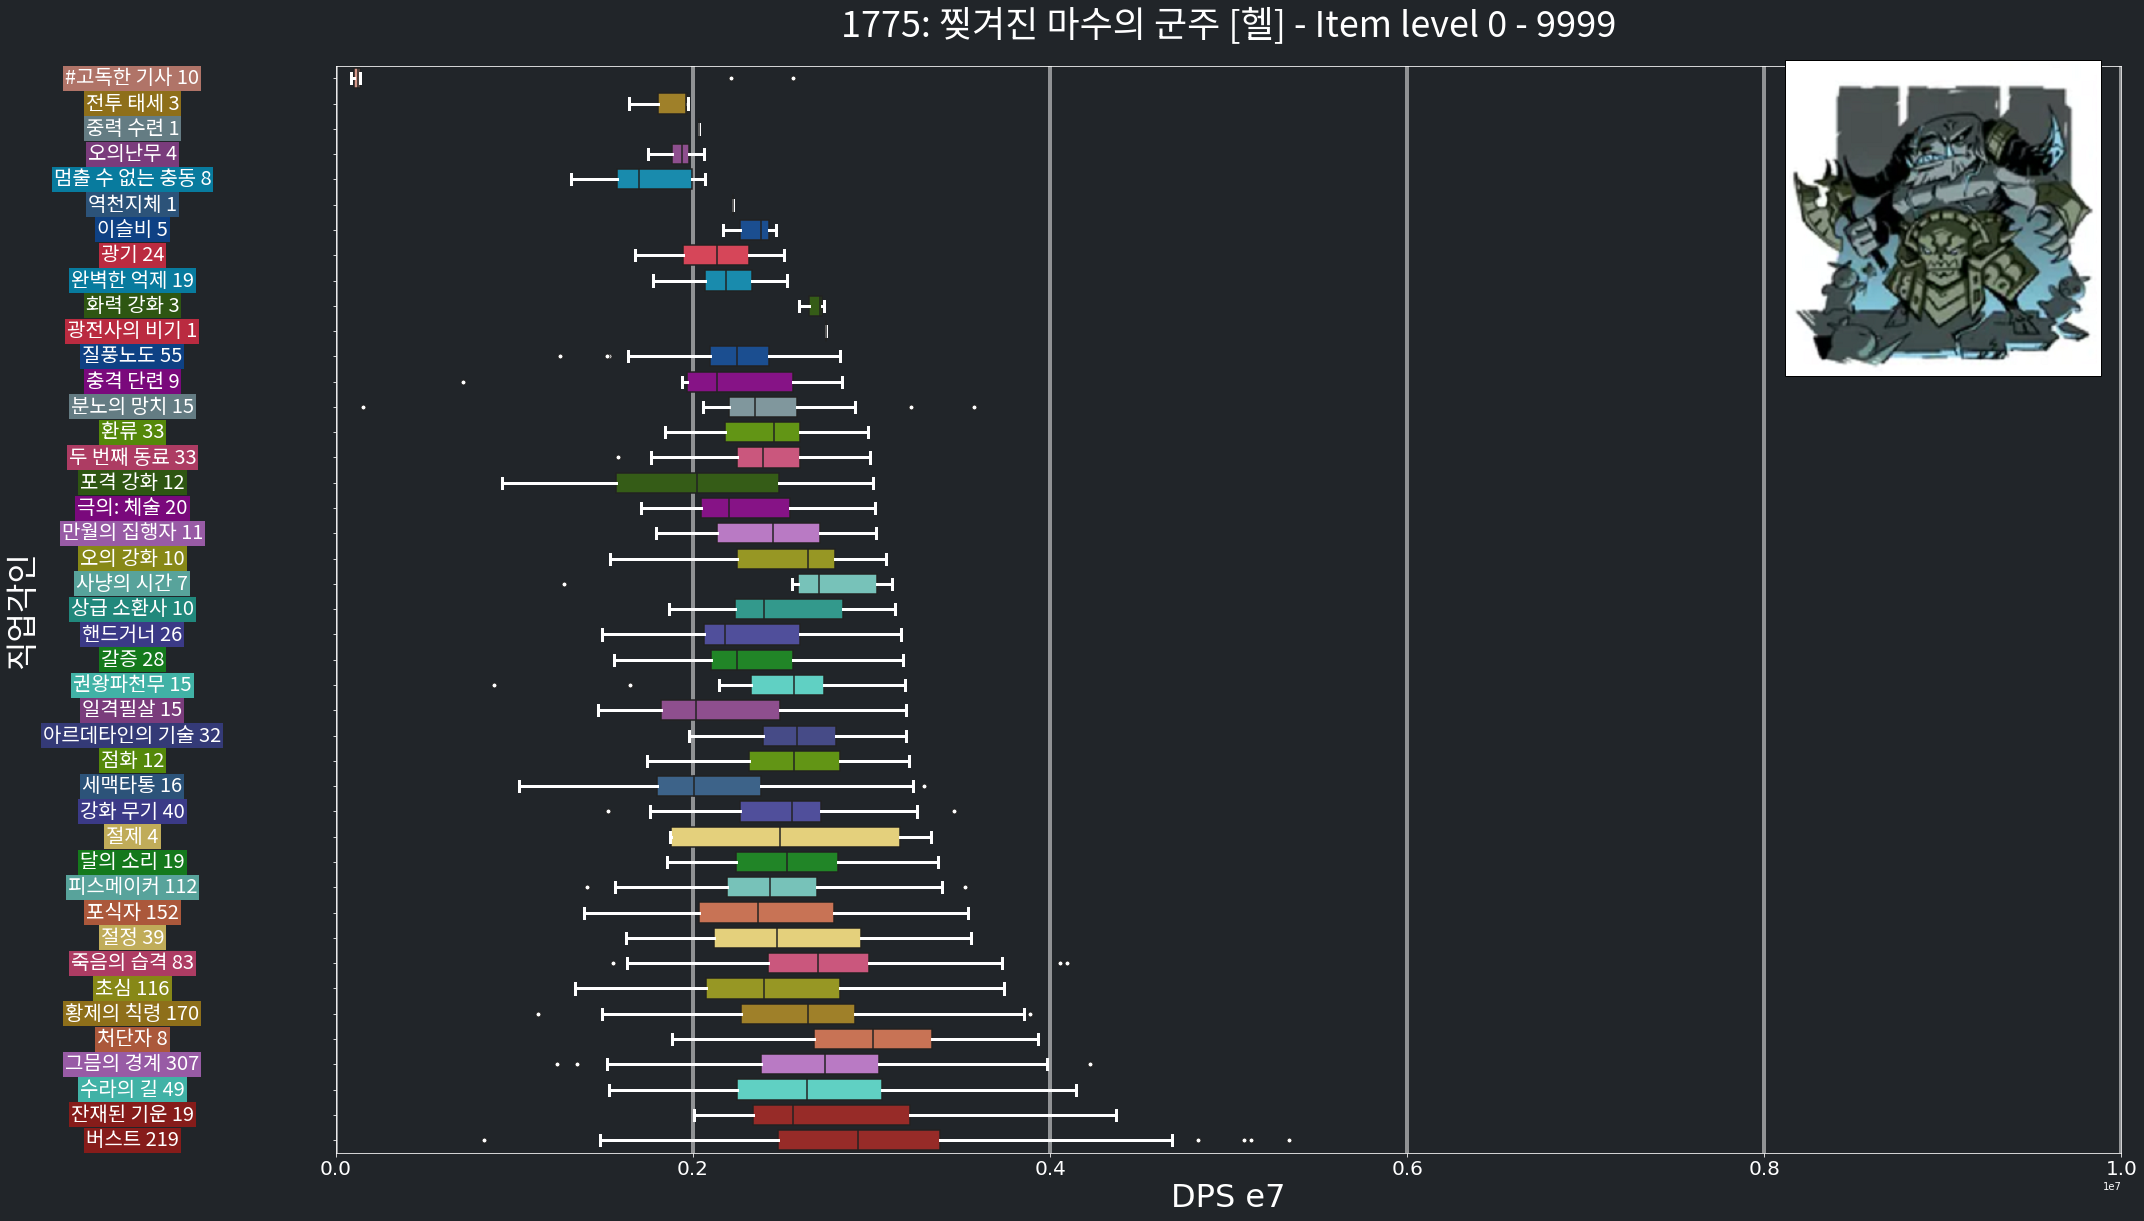 1775: 찢겨진 마수의 군주 [헬] - Item level 0 - 9999
직업각인
#고독한 기사 10
전투 태세 3
중력 수련 1
오의난무 4
멈출 수 없는 충동 8
역천지체 1
이슬비 5
광기 24
완벽한 억제 19
화력 강화 3
광전사의 비기 1
질풍노도 55
충격 단련 9
분노의 망치 15
환류 33
두 번째 동료 33
포격 강화 12
극의: 체술 20
만월의 집행자 11
오의 강화 10
사냥의 시간 7
상급 소환사 10
핸드거너 26
갈증 28
권왕파천무 15
일격필살 15
아르데타인의 기술 32
점화 12
세맥타통 16
강화 무기 40
절제 4
달의 소리 19
피스메이커 112
포식자 152
절정 39
죽음의 습격 83
초심 116
황제의 칙령 170
처단자 8
그믐의 경계 307
수라의 길 49
잔재된 기운 19
버스트 219
0.0 0.2 0.4 0.6 0.8 1.0
1e7
DPS e7